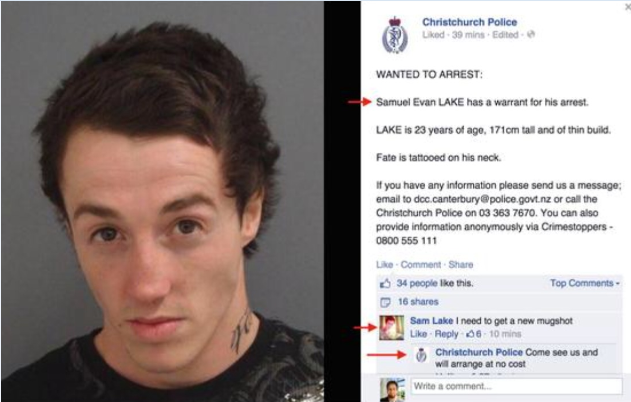 Christchurch Police
Liked · 39 mins · Edited ·
WANTED TO ARREST:
Samuel Evan LAKE has a warrant for his arrest.
LAKE is 23 years of age, 171cm tall and of thin build.
Fate is tattooed on his neck.
If you have any information please send us a message;
email to dcc.canterbury@police.govt.nz or call the
Christchurch Police on 03 363 7670. You can also
provide information anonymously via Crimestoppers -
0800 555 111
Like · Comment · Share
34 people like this.
Top Comments
16 shares
Sam Lake I need to get a new mugshot
Like · Reply · 6 · 10 mins
Christchurch Police Come see us and
will arrange at no cost
Write a comment...